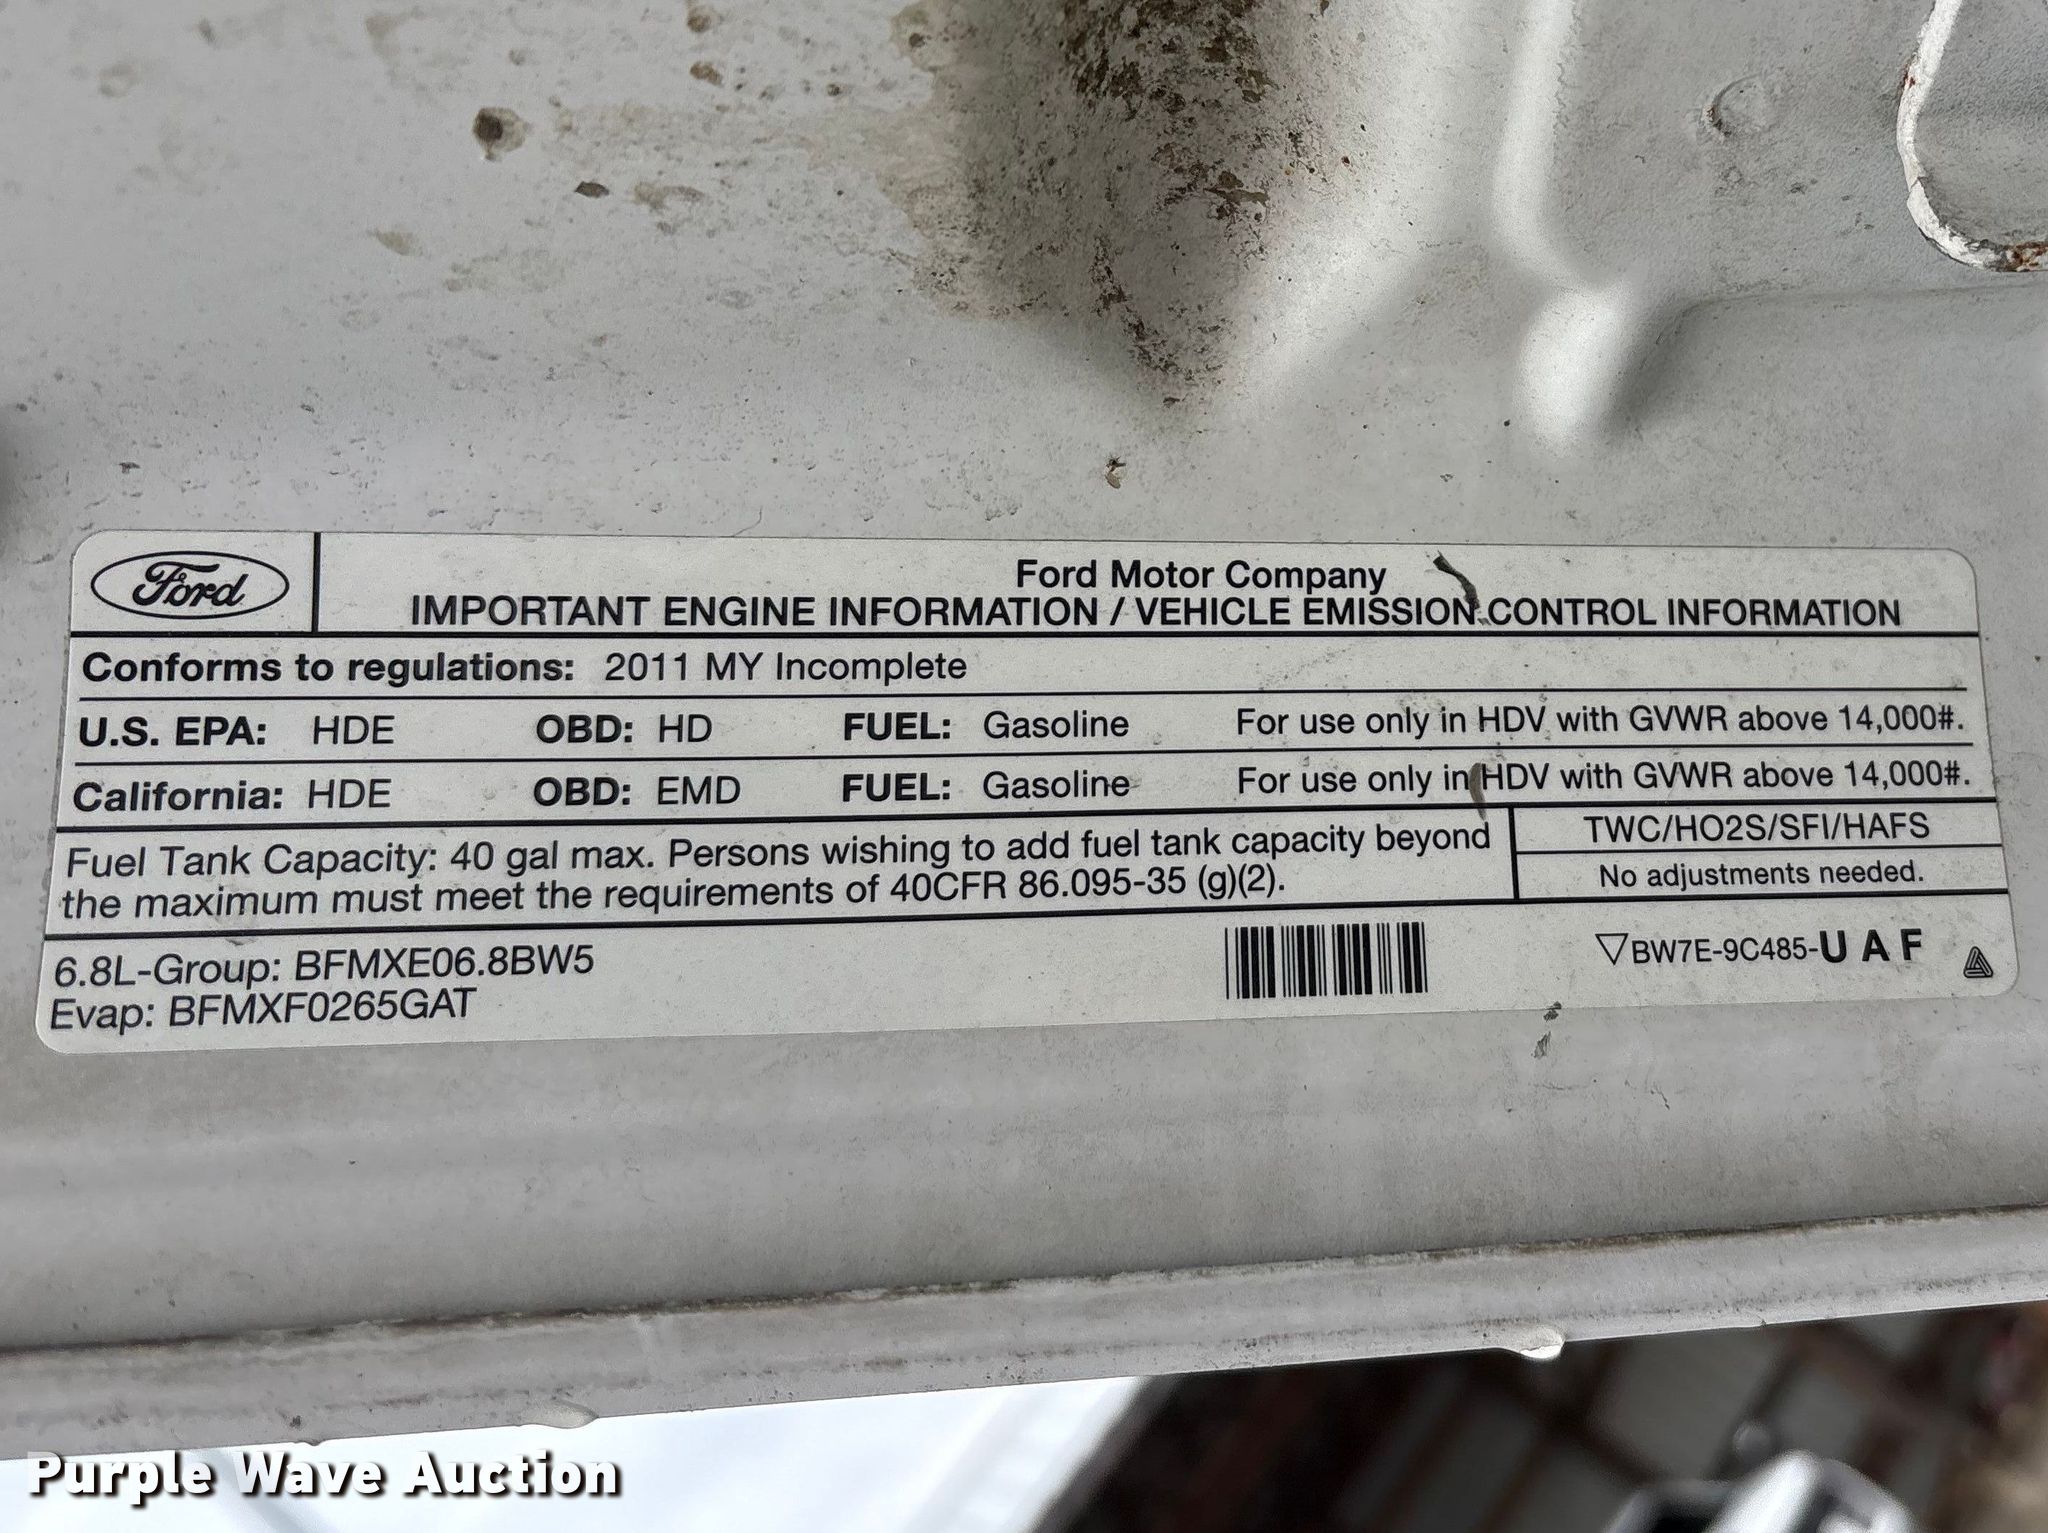 Ford
Ford Motor Company
IMPORTANT ENGINE INFORMATION / VEHICLE EMISSION CONTROL INFORMATION
Conforms to regulations: 2011 MY Incomplete
U.S. EPA: HDE OBD: HD FUEL: Gasoline For use only in HDV with GVWR above 14,000#.
California: HDE OBD: EMD FUEL: Gasoline For use only in HDV with GVWR above 14,000#.
Fuel Tank Capacity: 40 gal max. Persons wishing to add fuel tank capacity beyond
the maximum must meet the requirements of 40CFR 86.095-35 (g)(2).
TWC/HO2S/SFI/HAFS
No adjustments needed.
6.8L-Group: BFMXE06.8BW5
Evap: BFMXF0265GAT
▽BW7E-9C485-UAF
Purple Wave Auction